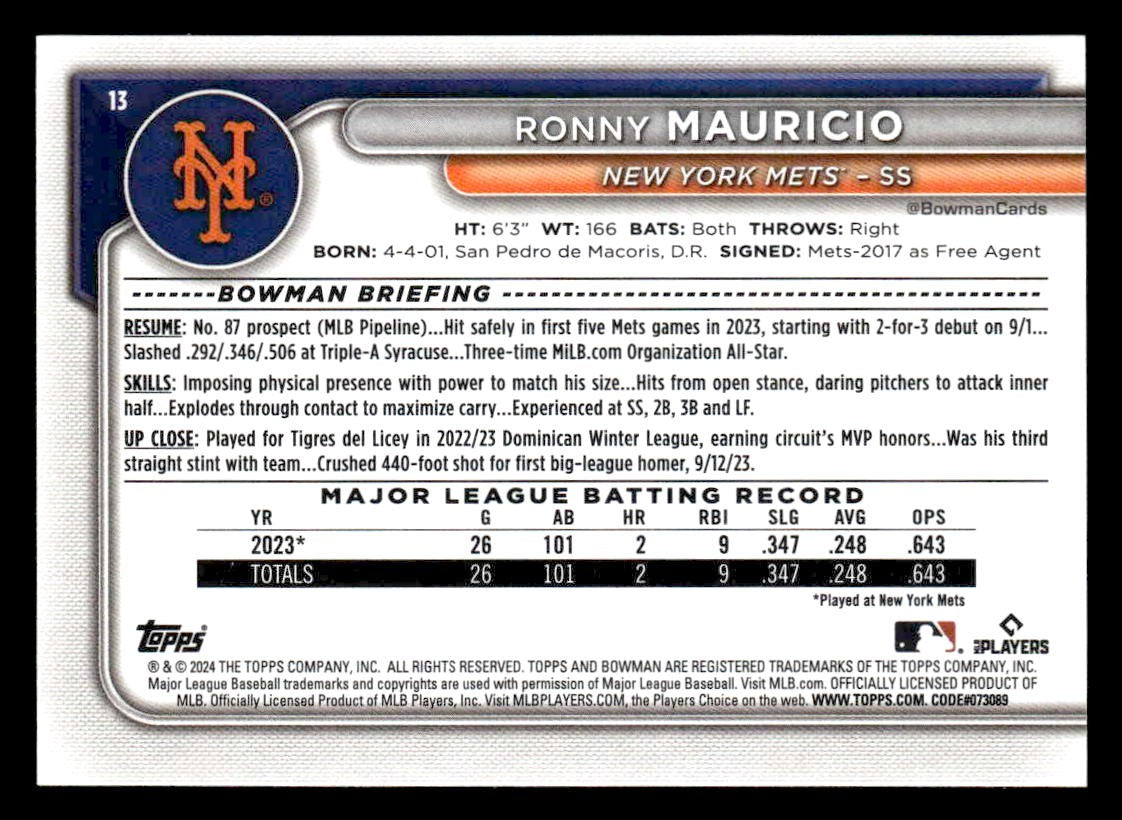 13
NY ®
RONNY MAURICIO
NEW YORK METS™ – SS
@BowmanCards
HT: 6'3" WT: 166 BATS: Both THROWS: Right
BORN: 4-4-01, San Pedro de Macoris, D.R. SIGNED: Mets-2017 as Free Agent
BOWMAN BRIEFING
RESUME: No. 87 prospect (MLB Pipeline)...Hit safely in first five Mets games in 2023, starting with 2-for-3 debut on 9/1...
Slashed .292/.346/.506 at Triple-A Syracuse...Three-time MiLB.com Organization All-Star.
SKILLS: Imposing physical presence with power to match his size...Hits from open stance, daring pitchers to attack inner
half...Explodes through contact to maximize carry...Experienced at SS, 2B, 3B and LF.
UP CLOSE: Played for Tigres del Licey in 2022/23 Dominican Winter League, earning circuit's MVP honors...Was his third
straight stint with team...Crushed 440-foot shot for first big-league homer, 9/12/23.
MAJOR LEAGUE BATTING RECORD
YR G AB HR RBI SLG AVG OPS
2023* 26 101 2 9 .347 .248 .643
TOTALS 26 101 2 9 .347 .248 .643
*Played at New York Mets
Topps®
MLB PLAYERS
® & © 2024 THE TOPPS COMPANY, INC. ALL RIGHTS RESERVED. TOPPS AND BOWMAN ARE REGISTERED TRADEMARKS OF THE TOPPS COMPANY, INC.
Major League Baseball trademarks and copyrights are used with permission of Major League Baseball. Visit MLB.com. OFFICIALLY LICENSED PRODUCT OF
MLB. Officially Licensed Product of MLB Players, Inc. Visit MLBPLAYERS.COM, the Players Choice on the web. WWW.TOPPS.COM. CODE#073089